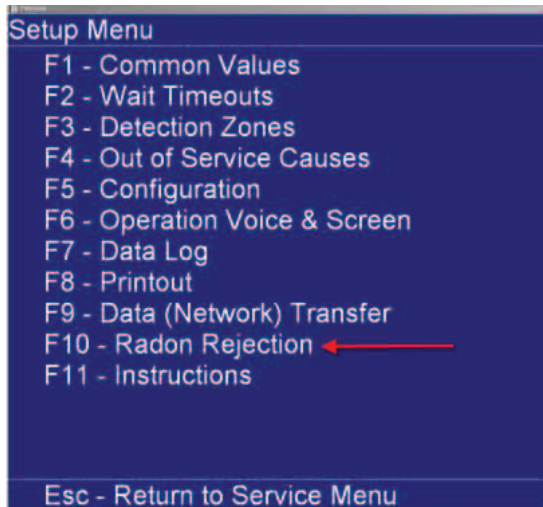 Setup Menu
F1 - Common Values
F2 - Wait Timeouts
F3 - Detection Zones
F4 - Out of Service Causes
F5 - Configuration
F6 - Operation Voice & Screen
F7 - Data Log
F8 - Printout
F9 - Data (Network) Transfer
F10 - Radon Rejection
F11 - Instructions
Esc - Return to Service Menu